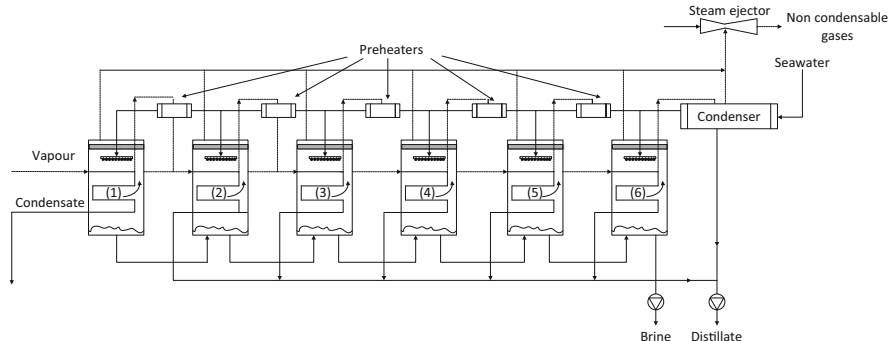 Steam ejector
Non condensable
gases
Preheaters
Seawater
Condenser
Vapour
(1)
(2)
(3)
(4)
(5)
(6)
Condensate
Brine
Distillate